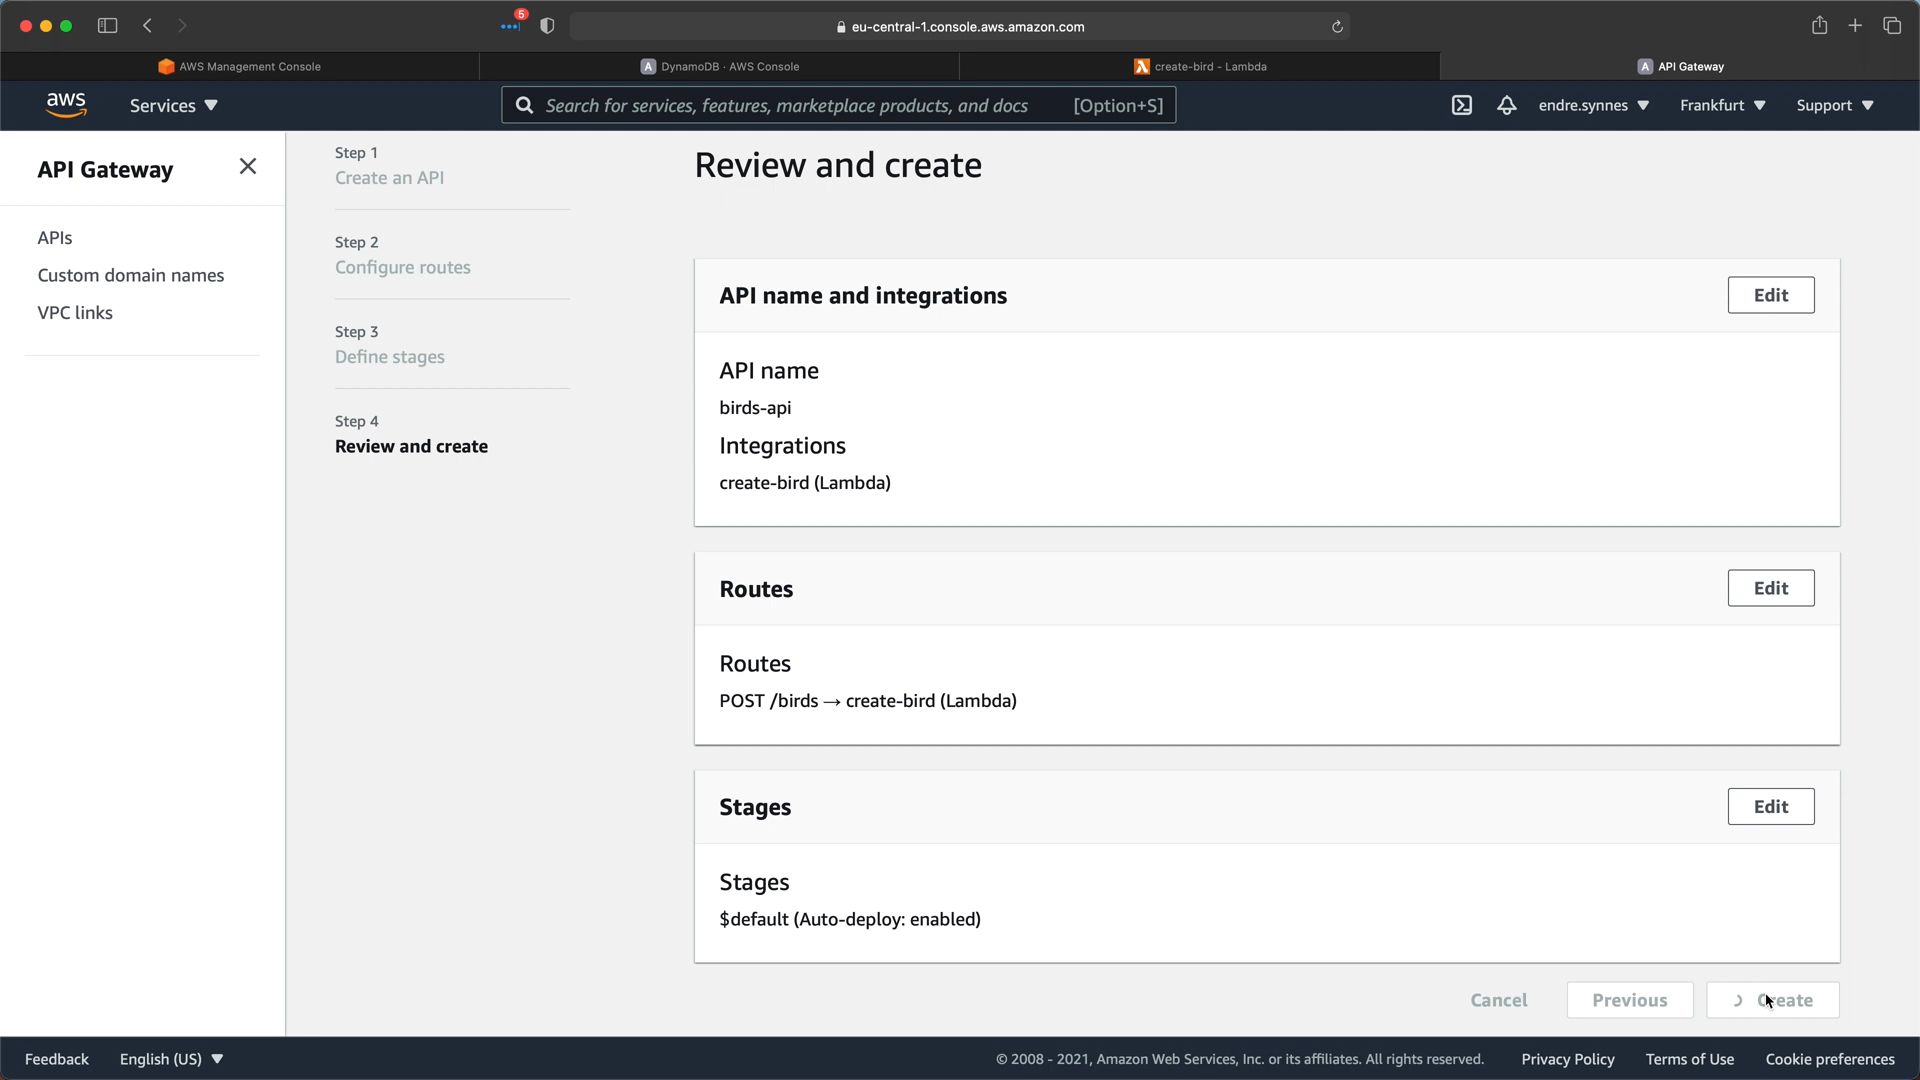 5
eu-central-1.console.aws.amazon.com
AWS Management Console
A
DynamoDB · AWS Console
create-bird - Lambda
A
API Gateway
aws
Services
Search for services, features, marketplace products, and docs
[Option+S]
endre.synnes
Frankfurt
Support
API Gateway
APIs
Custom domain names
VPC links
Step 1
Create an API
Step 2
Configure routes
Step 3
Define stages
Step 4
Review and create
Review and create
API name and integrations
Edit
API name
birds-api
Integrations
create-bird (Lambda)
Routes
Edit
Routes
POST /birds → create-bird (Lambda)
Stages
Edit
Stages
$default (Auto-deploy: enabled)
Cancel
Previous
Create
Feedback
English (US)
© 2008 - 2021, Amazon Web Services, Inc. or its affiliates. All rights reserved.
Privacy Policy
Terms of Use
Cookie preferences